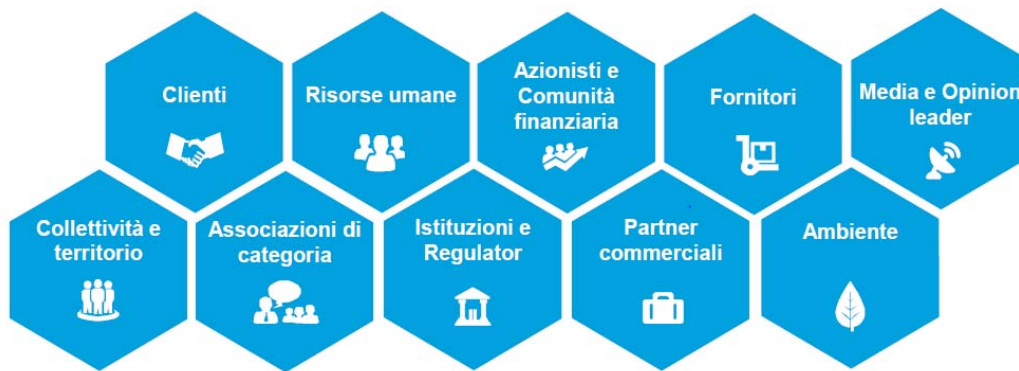 Clienti
Risorse umane
Azionisti e
Comunità
finanziaria
Fornitori
Media e Opinion
leader
Collettività e
territorio
Associazioni di
categoria
Istituzioni e
Regulator
Partner
commerciali
Ambiente